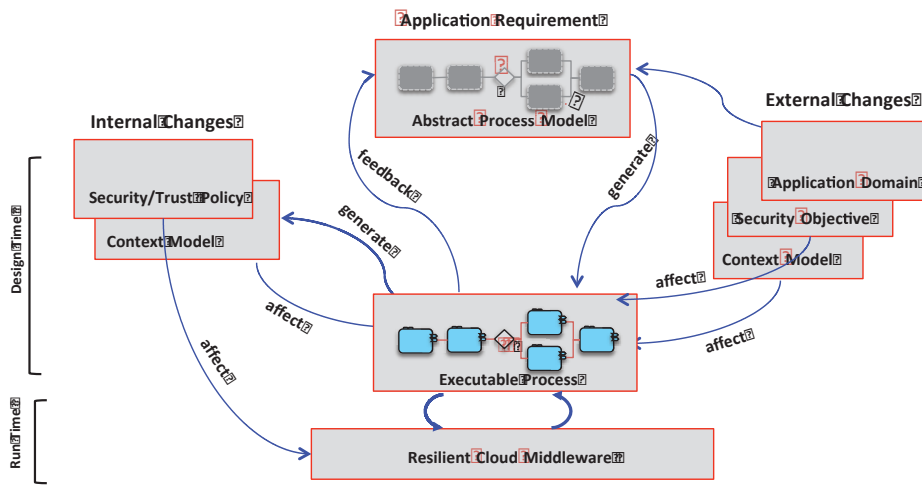 Application Requirement
Abstract Process Model
External Changes
Internal Changes
Application Domain
Security/Trust Policy
Security Objective
Context Model
Context Model
feedback
generate
generate
affect
affect
affect
affect
Design Time
Executable Process
Run Time
Resilient Cloud Middleware